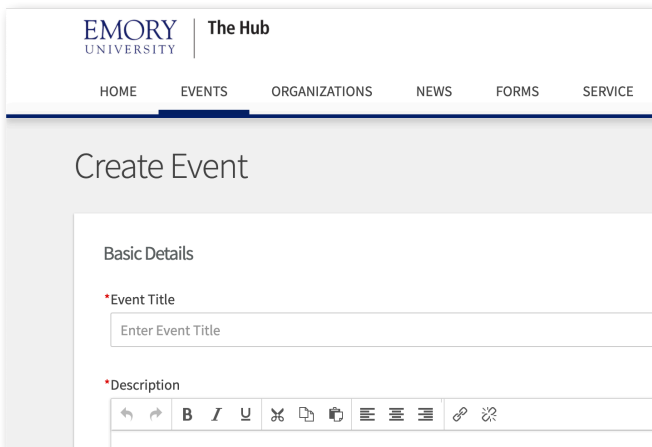 EMORY
UNIVERSITY
The Hub
HOME EVENTS ORGANIZATIONS NEWS FORMS SERVICE
Create Event
Basic Details
*Event Title
Enter Event Title
*Description
B I U